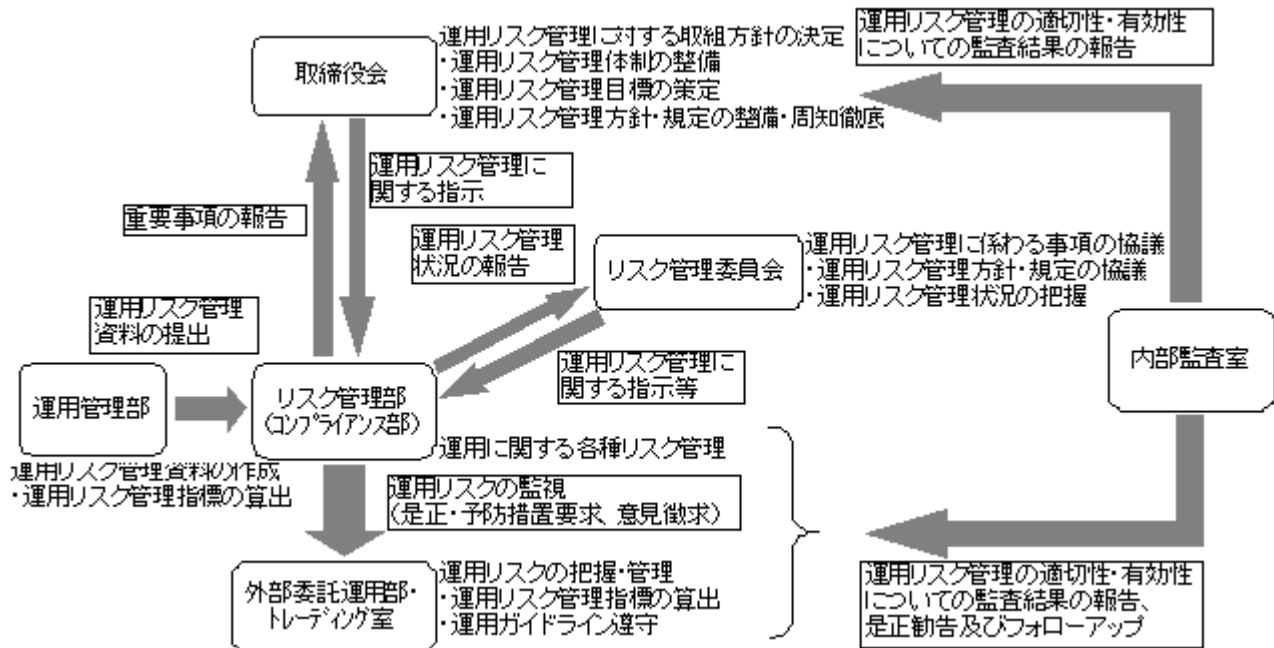 取締役会
運用リスク管理に対する取組方針の決定
・運用リスク管理体制の整備
・運用リスク管理目標の策定
・運用リスク管理方針・規定の整備・周知徹底
運用リスク管理の適切性・有効性
についての監査結果の報告
運用リスク管理に
関する指示
重要事項の報告
運用リスク管理
状況の報告
リスク管理委員会
運用リスク管理に係わる事項の協議
・運用リスク管理方針・規定の協議
・運用リスク管理状況の把握
運用リスク管理
資料の提出
運用リスク管理に
関する指示等
内部監査室
運用管理部
リスク管理部
(コンプライアンス部)
運用リスク管理資料の作成
・運用リスク管理指標の算出
運用に関する各種リスク管理
運用リスクの監視
(是正・予防措置要求、意見徴求)
外部委託運用部・
トレーディング室
運用リスクの把握・管理
・運用リスク管理指標の算出
・運用ガイドライン遵守
運用リスク管理の適切性・有効性
についての監査結果の報告、
是正勧告及びフォローアップ